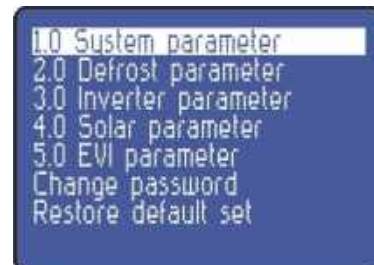 1.0 System parameter
2.0 Defrost parameter
3.0 Inverter parameter
4.0 Solar parameter
5.0 EVI parameter
Change password
Restore default set